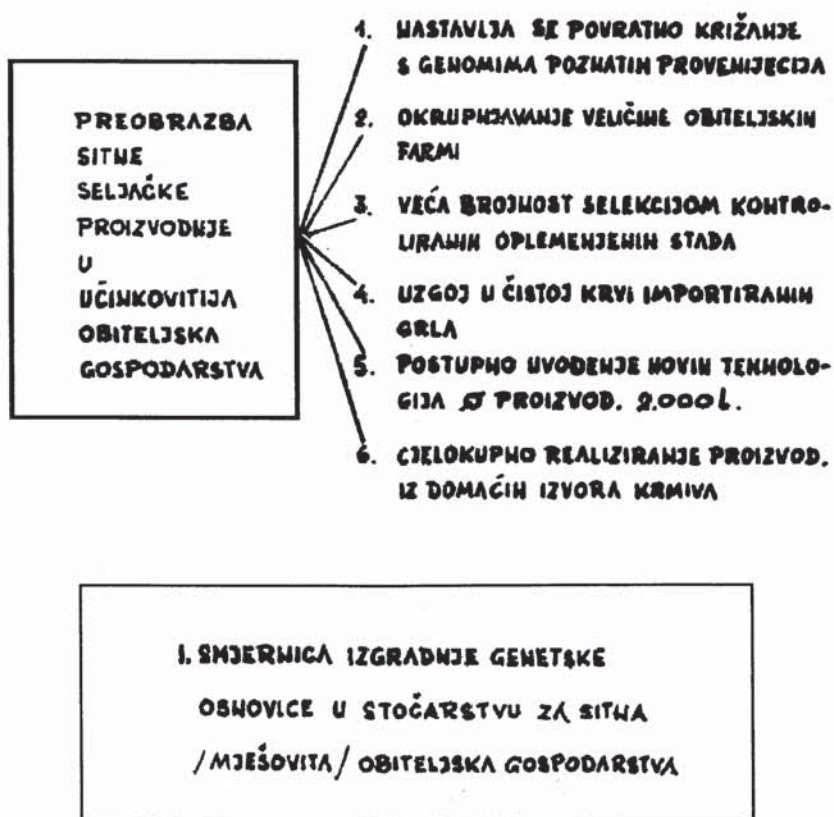 PREOBRAZBA
SITNE
SELJAČKE
PROIZVODNJE
U
UČINKOVITIJA
OBITELJSKA
GOSPODARSTVA
1. NASTAVLJA SE POVRATNO KRIŽANJE
S GENOMIMA POZNATIH PROVENIJECIJA
2. OKRUPNJAVANJE VELIČINE OBITELJSKIH
FARMI
3. VEĆA BROJNOST SELEKCIJOM KONTRO-
LIRANIH OPLEMENJENIH STADA
4. UZGOJ U ČISTOJ KRVI IMPORTIRANIH
GRLA
5. POSTUPNO UVOĐENJE NOVIH TEHNOLO-
GIJA Ø PROIZVOD. 2.000 L.
6. CJELOKUPNO REALIZIRANJE PROIZVOD.
IZ DOMAĆIH IZVORA KRMIVA
1. SMJERNICA IZGRADNJE GENETSKE
OSNOVICE U STOČARSTVU ZA SITNA
/MJEŠOVITA/ OBITELJSKA GOSPODARSTVA